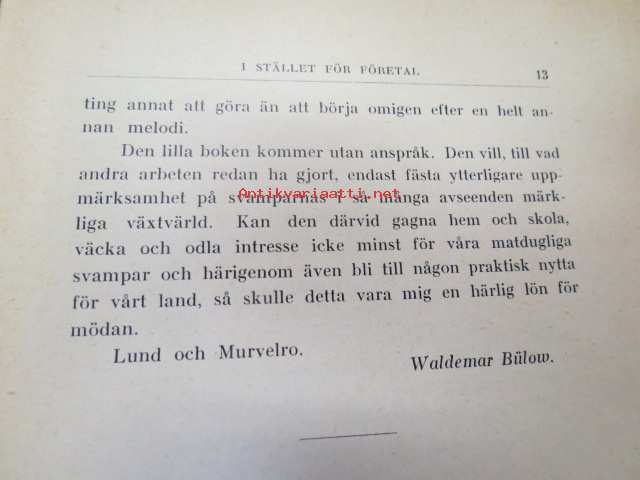 I STÄLLET FÖR FÖRETAL 13
ting annat att göra än att börja omigen efter en helt an-
nan melodi.
Den lilla boken kommer utan anspråk. Den vill, till vad
andra arbeten redan ha gjort, endast fästa ytterligare upp-
märksamhet på svamparnas i så många avseenden märk-
Antikvariaatti.net
liga växtvärld. Kan den därvid gagna hem och skola,
väcka och odla intresse icke minst för våra matdugliga
svampar och härigenom även bli till någon praktisk nytta
för vårt land, så skulle detta vara mig en härlig lön för
mödan.
Lund och Murvelro.
Waldemar Bülow.